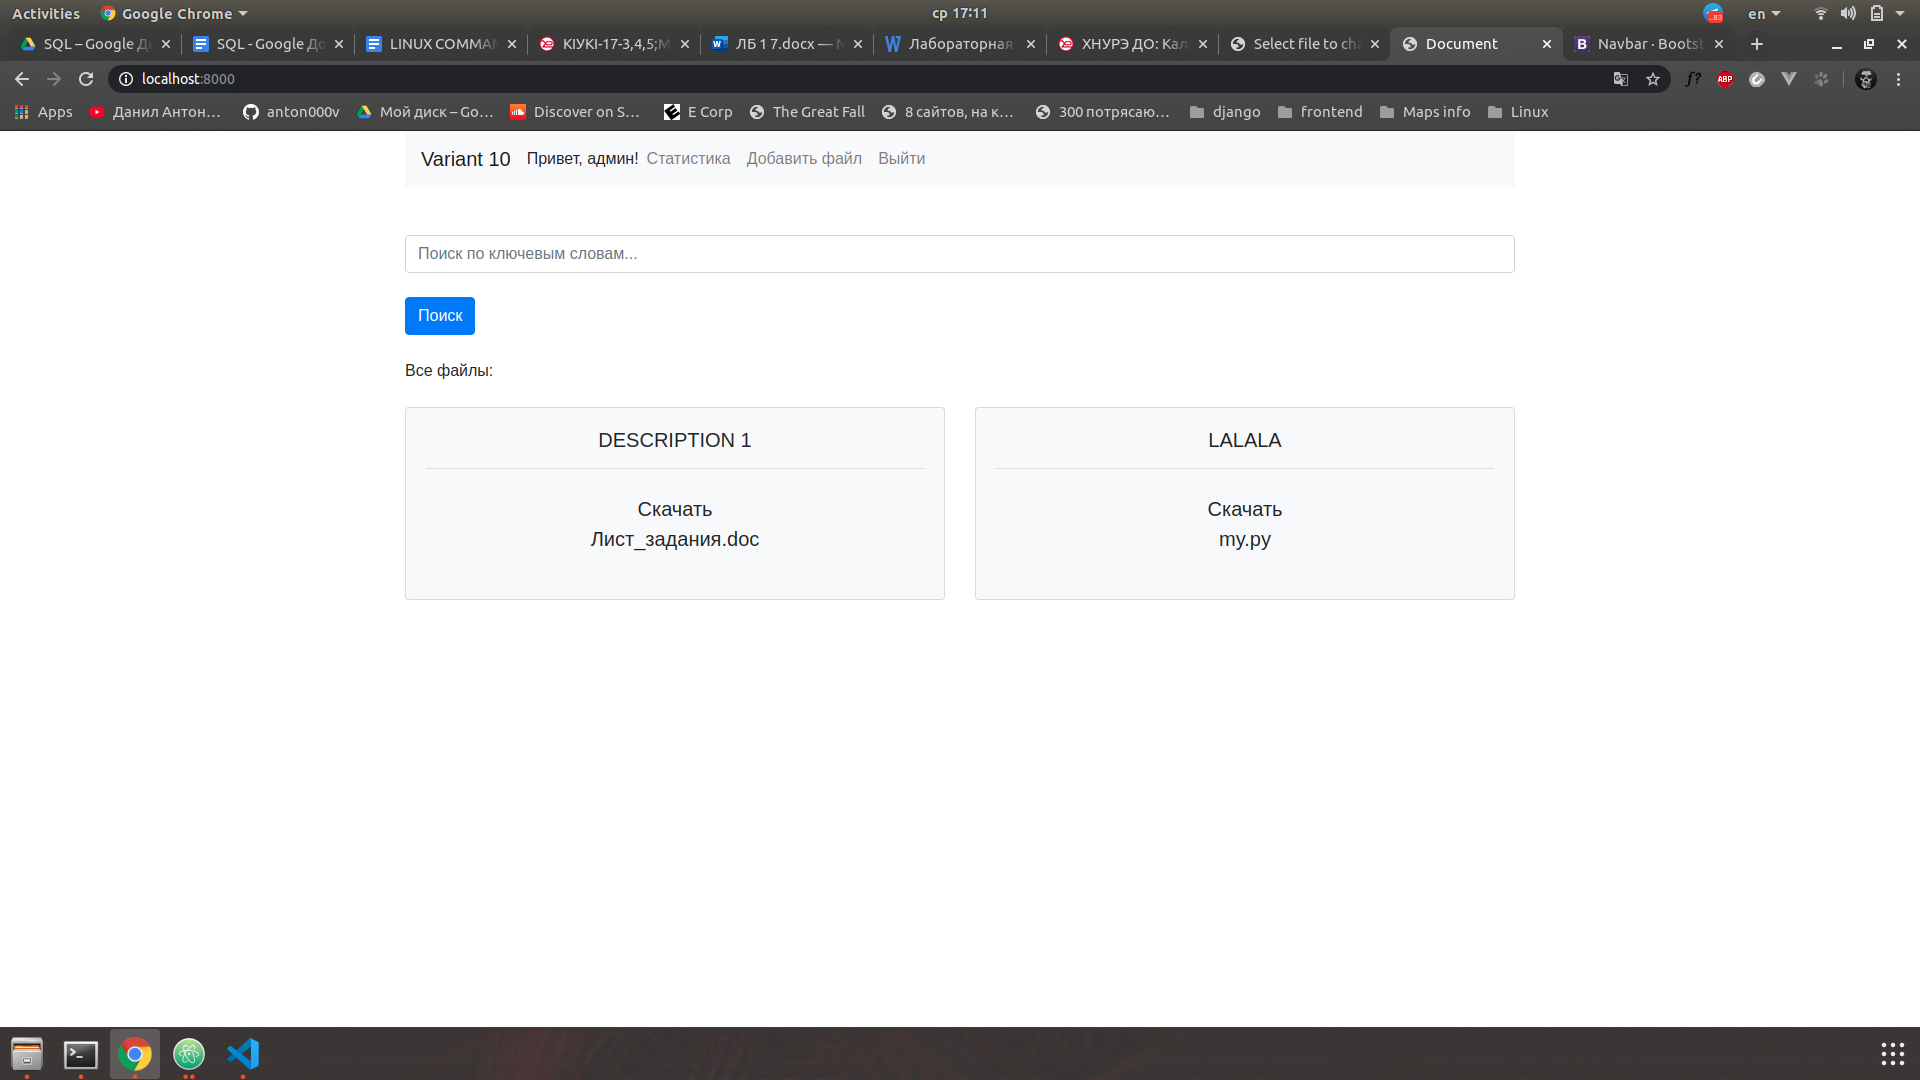 Activities Google Chrome ср 17:11 en
SQL – Google Д SQL - Google До LINUX COMMAN КІУКІ-17-3,4,5;М ЛБ 1 7.docx — М Лабораторная ХНУРЭ ДО: Кал Select file to cha Document Navbar · Bootst
localhost:8000
Apps Данил Антон... anton000v Мой диск – Go... Discover on S... E Corp The Great Fall 8 сайтов, на к... 300 потрясаю... django frontend Maps info Linux
Variant 10 Привет, админ! Статистика Добавить файл Выйти
Поиск по ключевым словам...
Поиск
Все файлы:
DESCRIPTION 1
Скачать
Лист_задания.doc
LALALA
Скачать
my.py